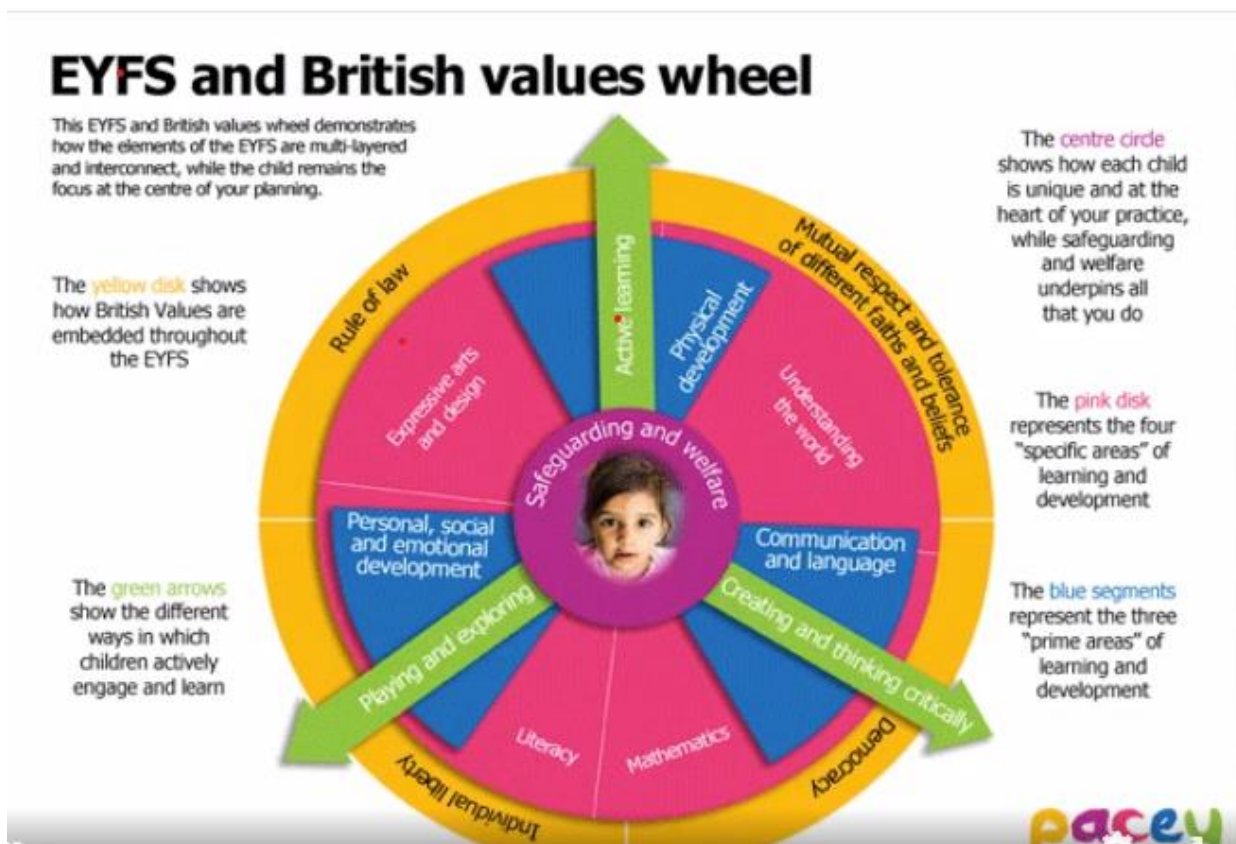 EYFS and British values wheel
This EYFS and British values wheel demonstrates
how the elements of the EYFS are multi-layered
and interconnect, while the child remains the
focus at the centre of your planning.
The yellow disk shows
how British Values are
embedded throughout
the EYFS
The green arrows
show the different
ways in which
children actively
engage and learn
Rule of law
Mutual respect and tolerance
of different faiths and beliefs
Active learning
Physical
development
Expressive arts
and design
Understanding
the world
Safeguarding and welfare
Personal, social
and emotional
development
Communication
and language
Playing and exploring
Creating and thinking critically
Literacy
Mathematics
Individual liberty
Democracy
The centre circle
shows how each child
is unique and at the
heart of your practice,
while safeguarding
and welfare
underpins all
that you do
The pink disk
represents the four
"specific areas" of
learning and
development
The blue segments
represent the three
"prime areas" of
learning and
development
pacey